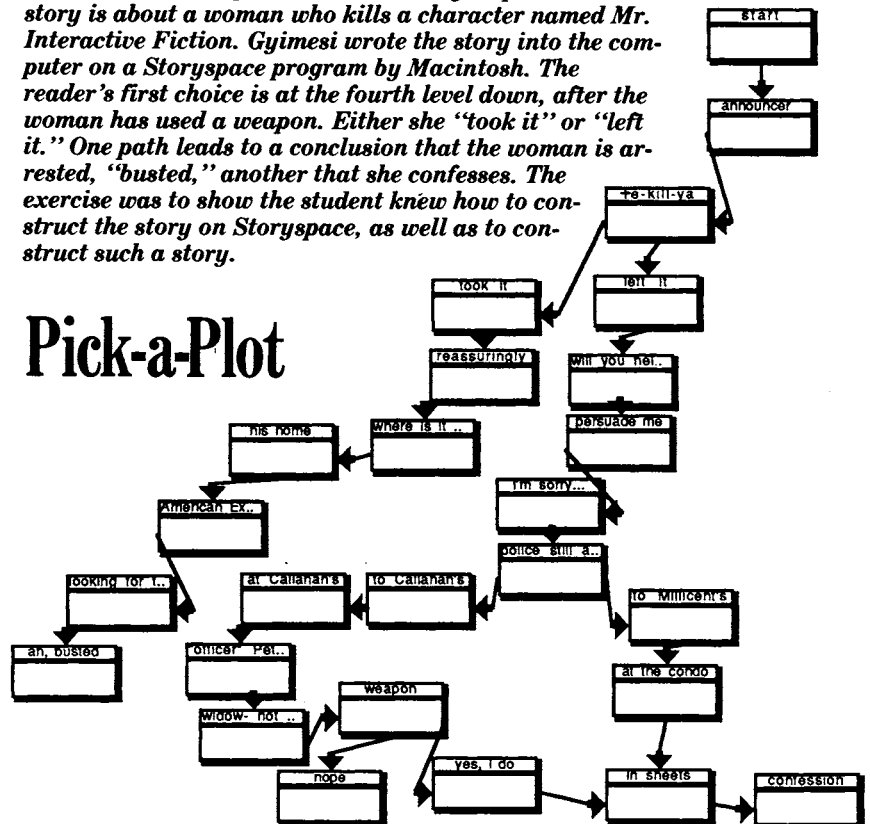 story is about a woman who kills a character named Mr.
Interactive Fiction. Gyimesi wrote the story into the com-
puter on a Storyspace program by Macintosh. The
reader's first choice is at the fourth level down, after the
woman has used a weapon. Either she “took it” or “left
it.” One path leads to a conclusion that the woman is ar-
rested, “busted,” another that she confesses. The
exercise was to show the student knew how to con-
struct the story on Storyspace, as well as to con-
struct such a story.
Pick-a-Plot
start
announcer
te-kill-ya
took it
left it
reassuringly
will you hel..
his home
where is it ..
persuade me
American Ex..
I'm sorry...
police still a..
looking for t..
at Callahan's
to Callahan's
to Millicent's
ah, busted
officer Pet..
at the condo
widow- not ..
weapon
nope
yes, I do
in sheets
confession